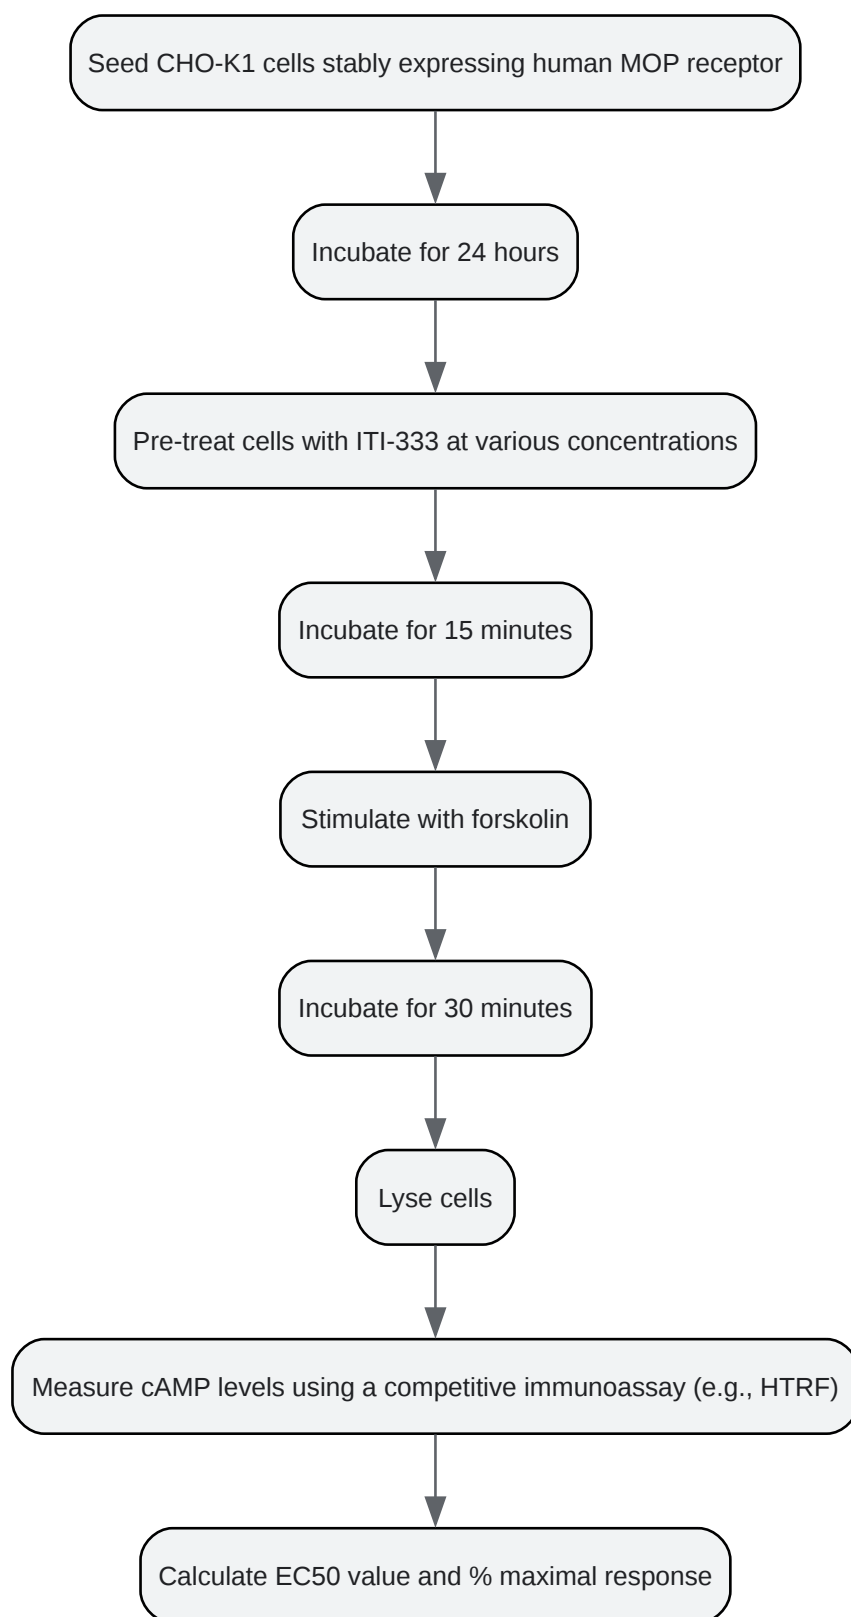 Seed CHO-K1 cells stably expressing human MOP receptor
Incubate for 24 hours
Pre-treat cells with ITI-333 at various concentrations
Incubate for 15 minutes
Stimulate with forskolin
Incubate for 30 minutes
Lyse cells
Measure cAMP levels using a competitive immunoassay (e.g., HTRF)
Calculate EC50 value and % maximal response